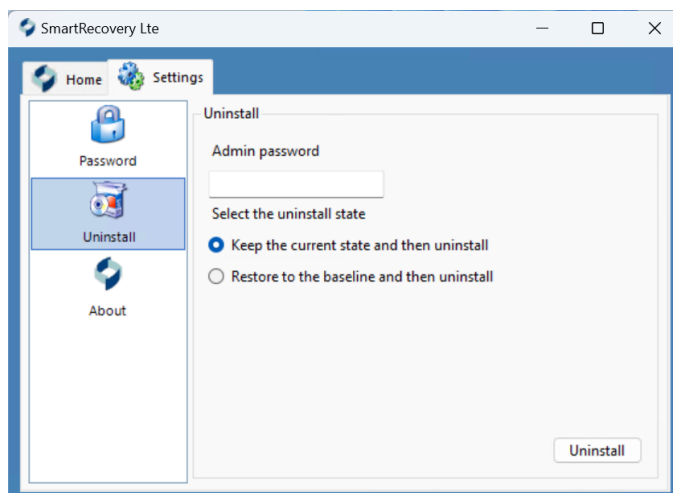 SmartRecovery Lte
Home
Settings
Password
Uninstall
About
Uninstall
Admin password
Select the uninstall state
Keep the current state and then uninstall
Restore to the baseline and then uninstall
Uninstall